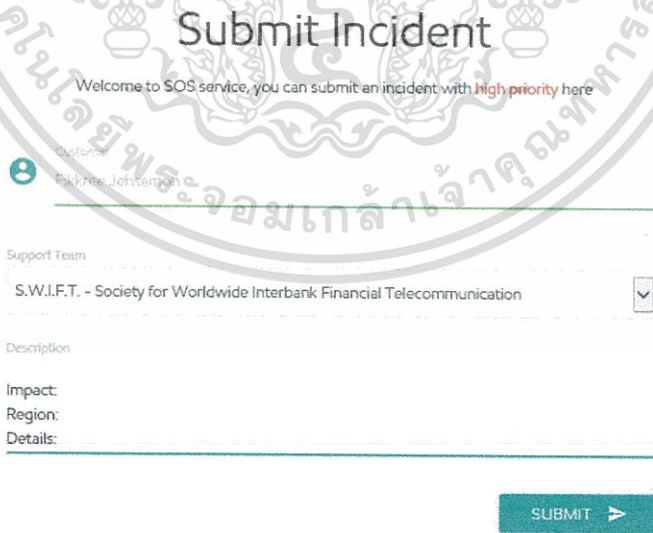 Submit Incident
Welcome to SOS service, you can submit an incident with high priority here
Customer
Support Team
S.W.I.F.T. - Society for Worldwide Interbank Financial Telecommunication
Description
Impact:
Region:
Details:
SUBMIT